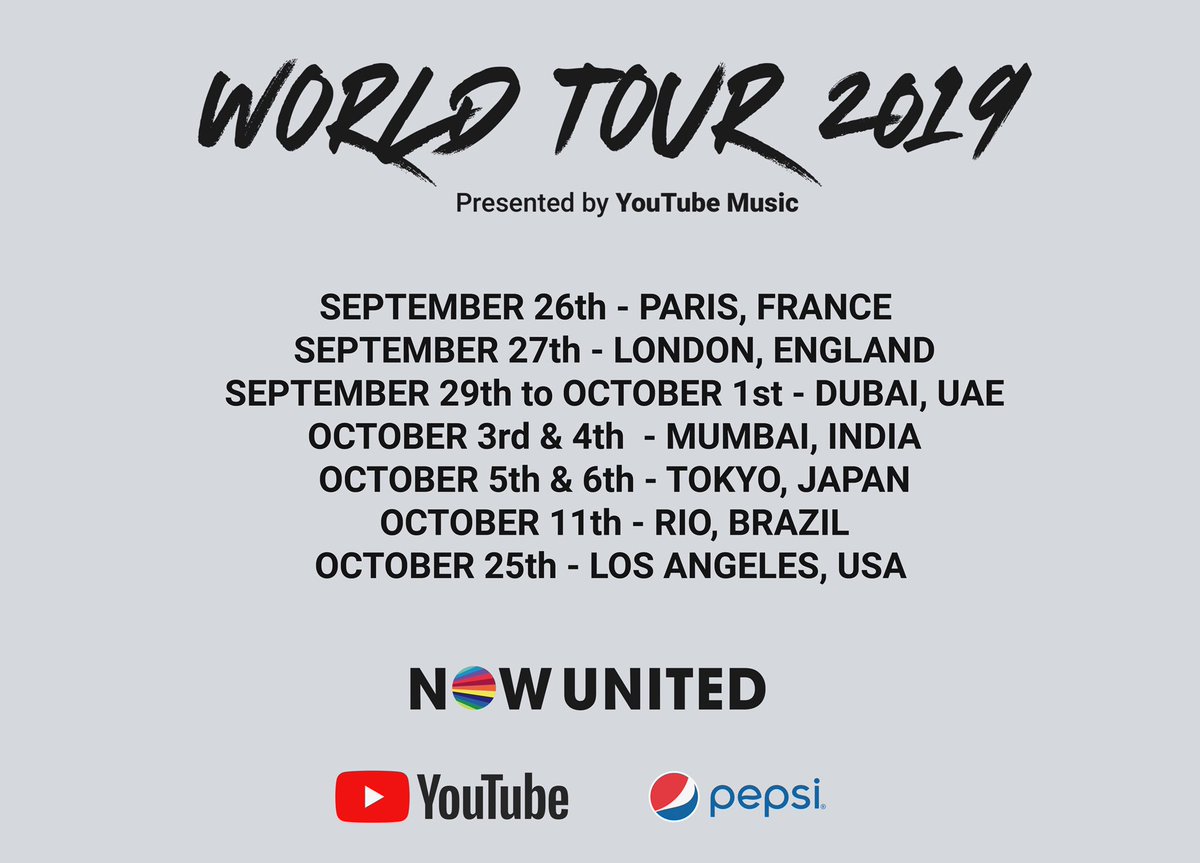 WORLD TOUR 2019
Presented by YouTube Music
SEPTEMBER 26th - PARIS, FRANCE
SEPTEMBER 27th - LONDON, ENGLAND
SEPTEMBER 29th to OCTOBER 1st - DUBAI, UAE
OCTOBER 3rd & 4th - MUMBAI, INDIA
OCTOBER 5th & 6th - TOKYO, JAPAN
OCTOBER 11th - RIO, BRAZIL
OCTOBER 25th - LOS ANGELES, USA
NOW UNITED
YouTube pepsi®